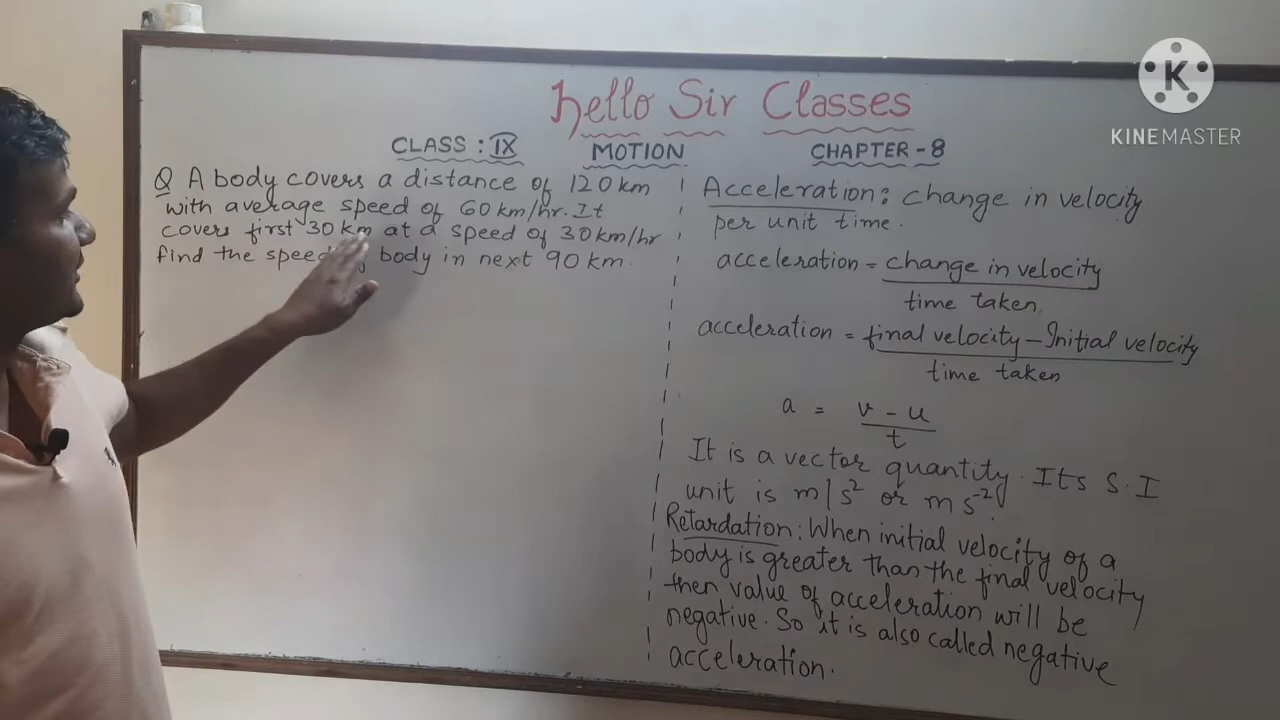 Hello Sir Classes
CLASS : IX MOTION CHAPTER - 8
Q A body covers a distance of 120 km
with average speed of 60 km/hr. It
covers first 30 km at a speed of 30 km/hr
find the speed body in next 90 km.
Acceleration: change in velocity
per unit time.
acceleration = change in velocity
time taken
acceleration = final velocity - Initial velocity
time taken
a = v - u
t
It is a vector quantity. Its S.I
unit is m/s² or m s⁻².
Retardation: When initial velocity of a
body is greater than the final velocity
then value of acceleration will be
negative. So it is also called negative
acceleration.
K
KINEMASTER